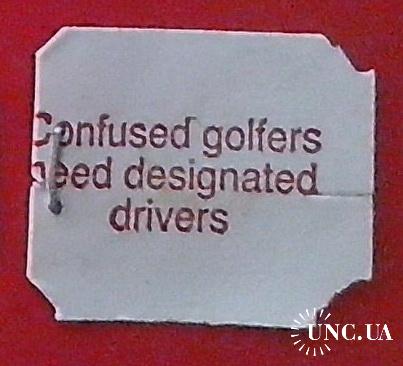 Confused golfers
need designated
drivers
UNC.UA